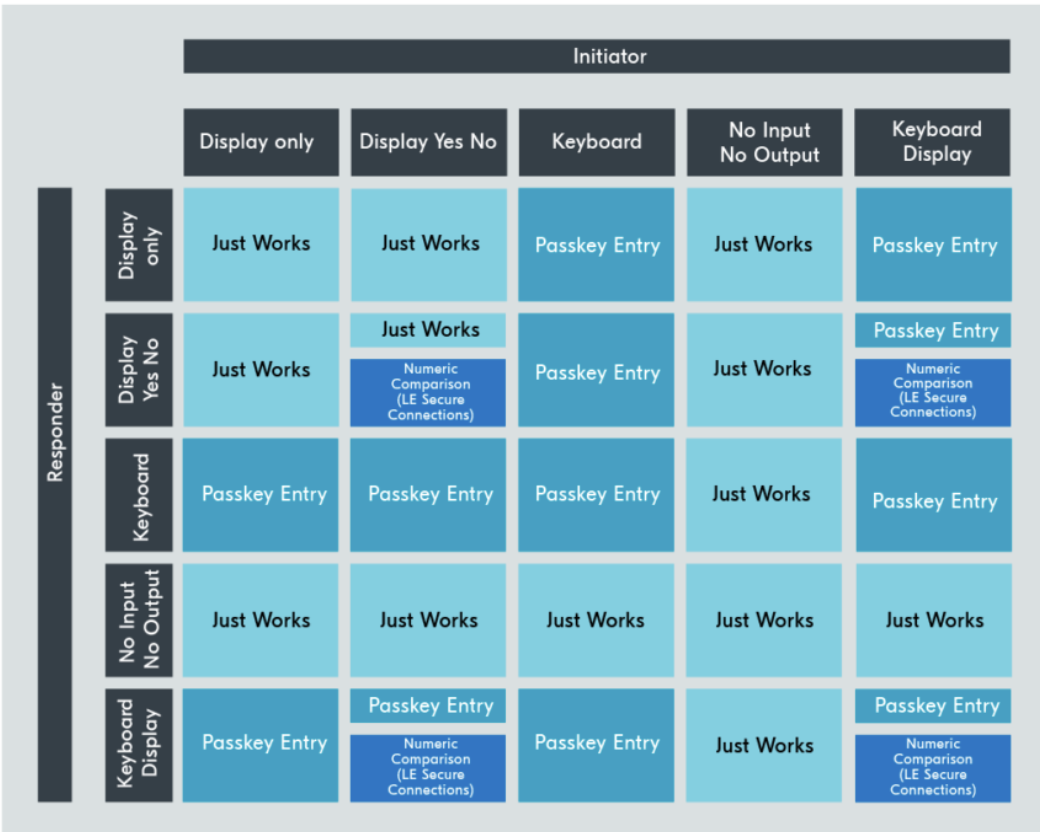 Initiator
Display only
Display Yes No
Keyboard
No Input
No Output
Keyboard
Display
Responder
Display
only
Just Works
Just Works
Passkey Entry
Just Works
Passkey Entry
Display
Yes No
Just Works
Just Works
Numeric
Comparison
(LE Secure
Connections)
Passkey Entry
Just Works
Passkey Entry
Numeric
Comparison
(LE Secure
Connections)
Keyboard
Passkey Entry
Passkey Entry
Passkey Entry
Just Works
Passkey Entry
No Input
No Output
Just Works
Just Works
Just Works
Just Works
Just Works
Keyboard
Display
Passkey Entry
Passkey Entry
Numeric
Comparison
(LE Secure
Connections)
Passkey Entry
Just Works
Passkey Entry
Numeric
Comparison
(LE Secure
Connections)